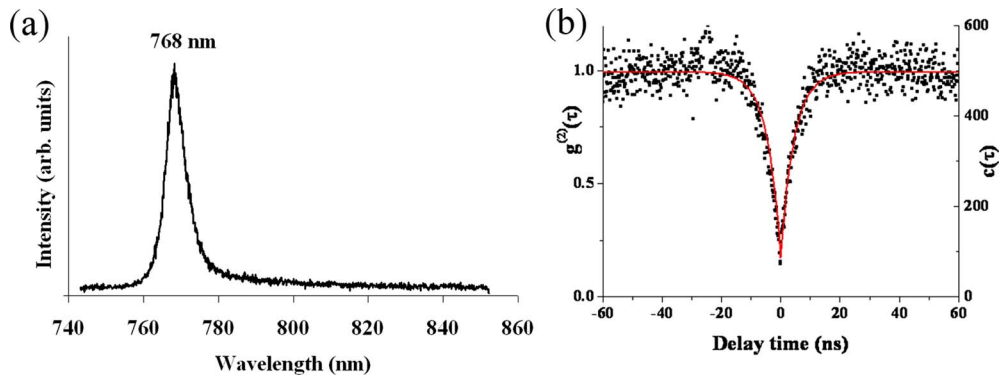 (a)
768 nm
Intensity (arb. units)
740 760 780 800 820 840 860
Wavelength (nm)
(b)
1.0
0.5
0.0
g(2)(τ)
600
400
200
0
c(τ)
-60 -40 -20 0 20 40 60
Delay time (ns)